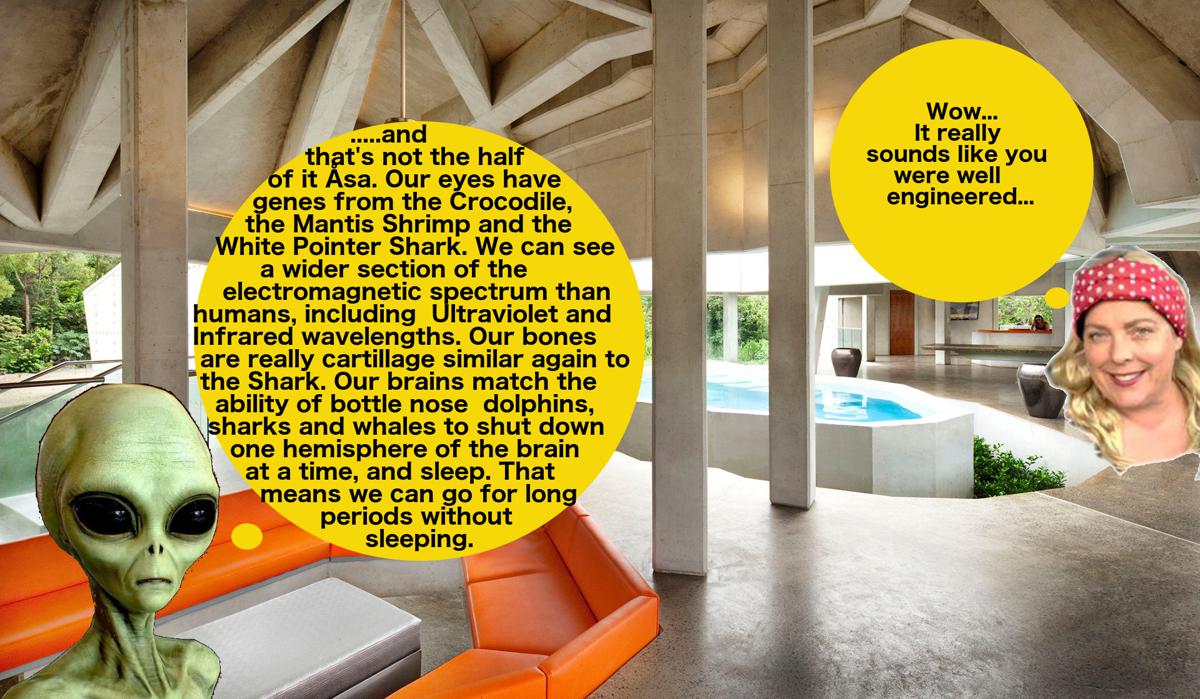 .....and
that's not the half
of it Åsa. Our eyes have
genes from the Crocodile,
the Mantis Shrimp and the
White Pointer Shark. We can see
a wider section of the
electromagnetic spectrum than
humans, including  Ultraviolet and
Infrared wavelengths. Our bones
are really cartillage similar again to
the Shark. Our brains match the
ability of bottle nose  dolphins,
sharks and whales to shut down
one hemisphere of the brain
at a time, and sleep. That
means we can go for long
periods without
sleeping.
Wow...
It really
sounds like you
were well
engineered...